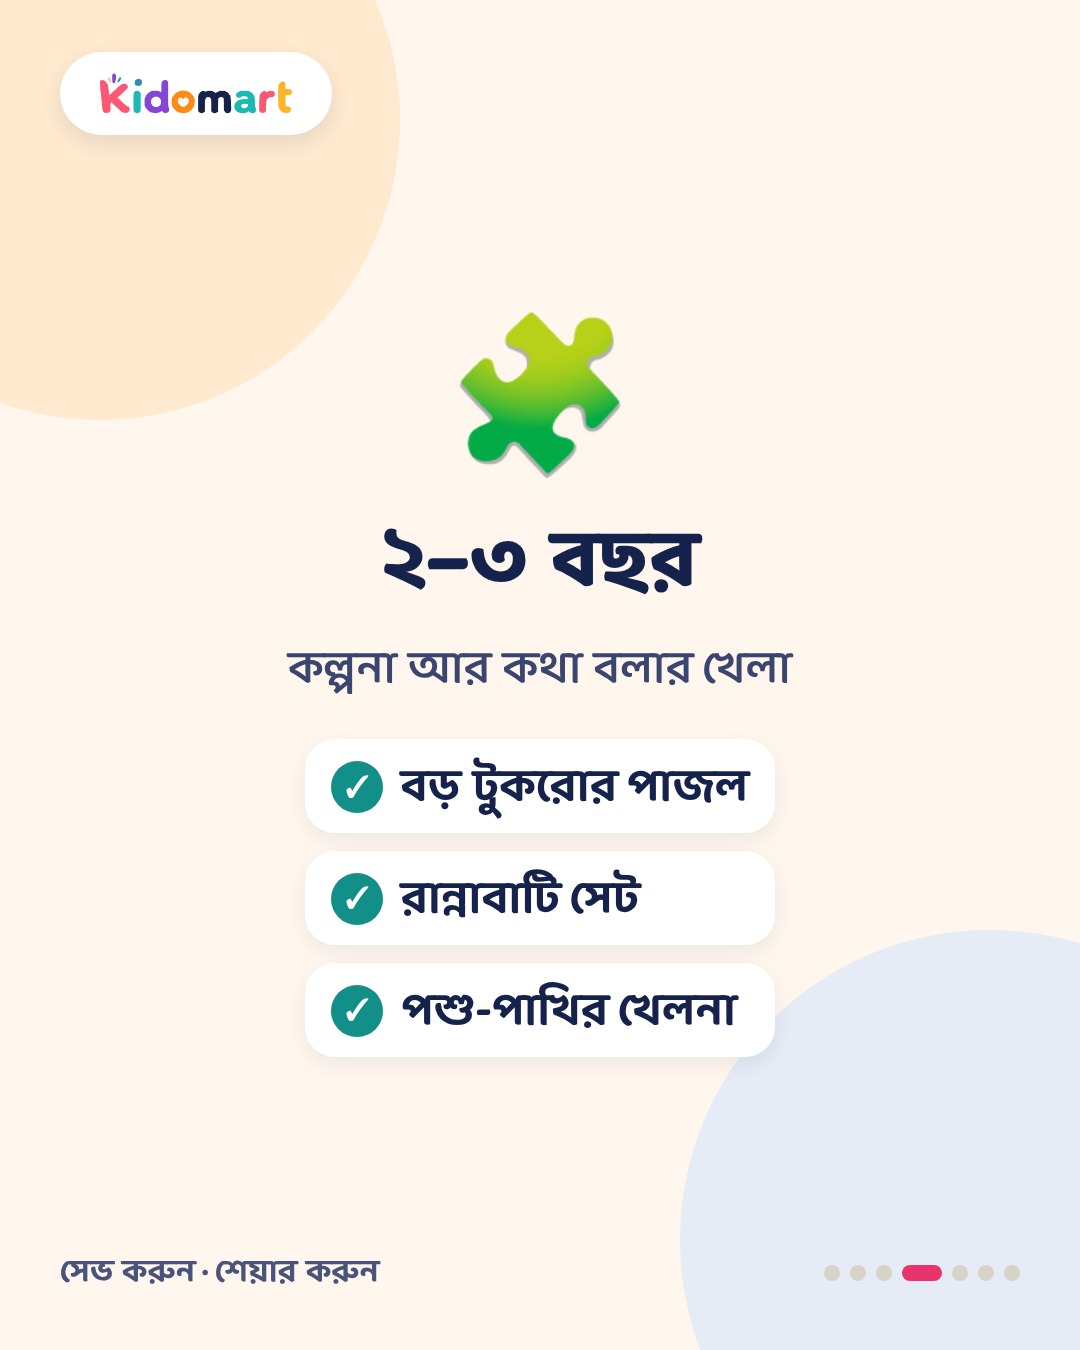 Kidomart
২–৩ বছর
কল্পনা আর কথা বলার খেলা
✓ বড় টুকরোর পাজল
✓ রান্নাবাটি সেট
✓ পশু-পাখির খেলনা
সেভ করুন · শেয়ার করুন